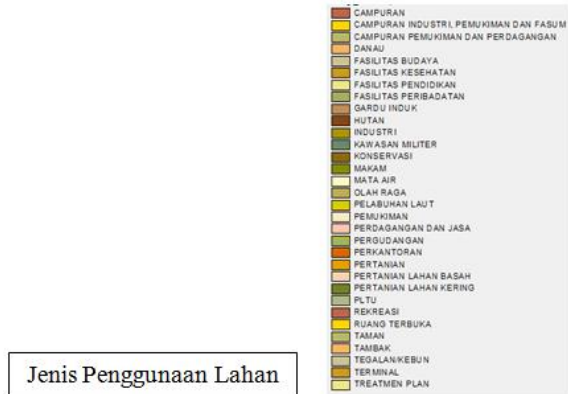 CAMPURAN
CAMPURAN INDUSTRI, PEMUKIMAN DAN FASUM
CAMPURAN PEMUKIMAN DAN PERDAGANGAN
DANAU
FASILITAS BUDAYA
FASILITAS KESEHATAN
FASILITAS PENDIDIKAN
FASILITAS PERIBADATAN
GARDU INDUK
HUTAN
INDUSTRI
KAWASAN MILITER
KONSERVASI
MAKAM
MATA AIR
OLAH RAGA
PELABUHAN LAUT
PEMUKIMAN
PERDAGANGAN DAN JASA
PERGUDANGAN
PERKANTORAN
PERTANIAN
PERTANIAN LAHAN BASAH
PERTANIAN LAHAN KERING
PLTU
REKREASI
RUANG TERBUKA
TAMAN
TAMBAK
TEGALAN/KEBUN
TERMINAL
TREATMEN PLAN
Jenis Penggunaan Lahan